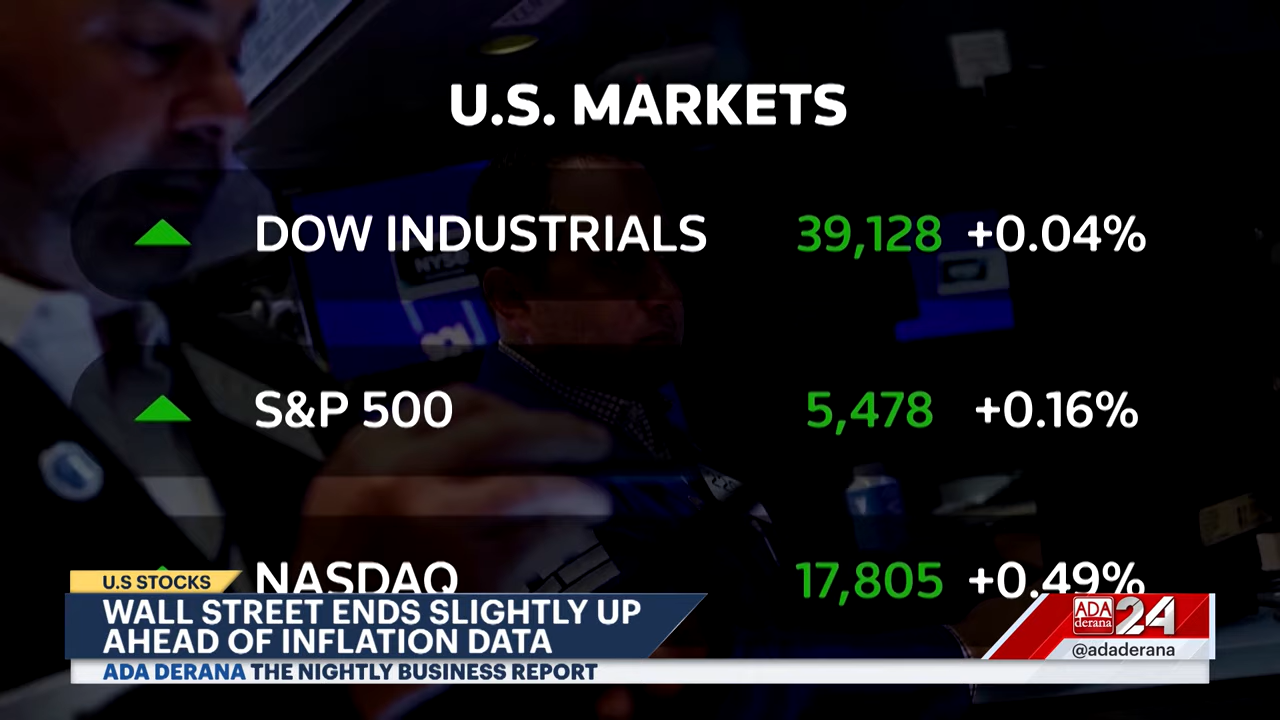 U.S. MARKETS
DOW INDUSTRIALS 39,128 +0.04%
S&P 500 5,478 +0.16%
NASDAQ 17,805 +0.49%
U.S STOCKS
WALL STREET ENDS SLIGHTLY UP
AHEAD OF INFLATION DATA
ADA DERANA THE NIGHTLY BUSINESS REPORT
ADA
derana 24
@adaderana
NYSE